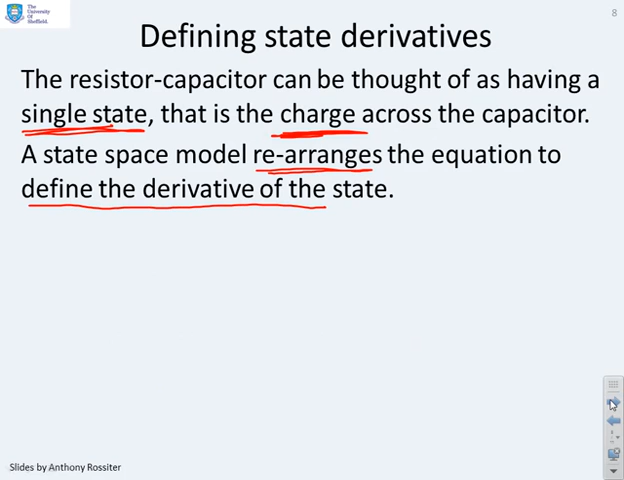 The
University
Of
Sheffield.
8
Defining state derivatives
The resistor-capacitor can be thought of as having a
single state, that is the charge across the capacitor.
A state space model re-arranges the equation to
define the derivative of the state.
Slides by Anthony Rossiter